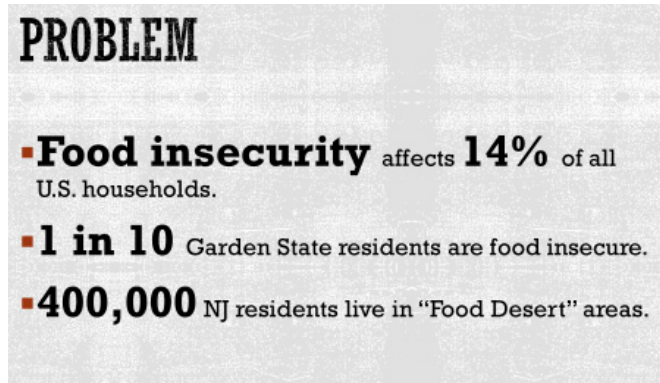 PROBLEM
▪Food insecurity affects 14% of all
U.S. households.
▪1 in 10 Garden State residents are food insecure.
▪400,000 NJ residents live in “Food Desert” areas.